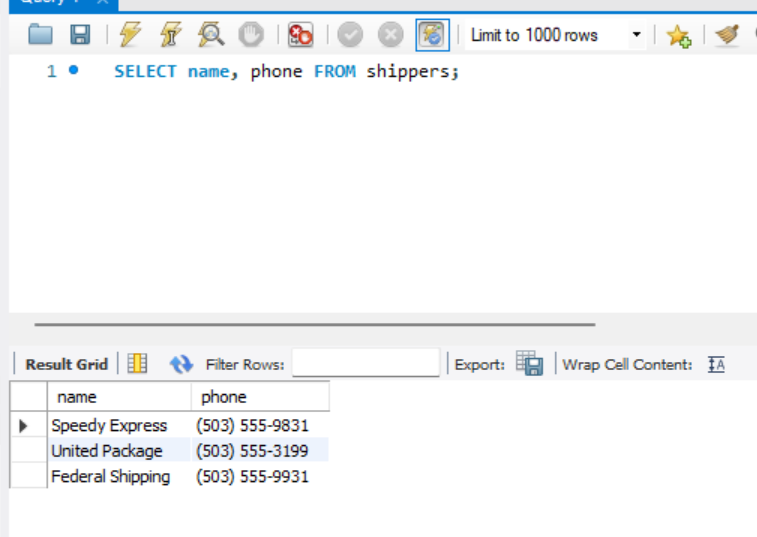 Limit to 1000 rows
1 SELECT name, phone FROM shippers;
Result Grid Filter Rows: Export: Wrap Cell Content:
name phone
Speedy Express (503) 555-9831
United Package (503) 555-3199
Federal Shipping (503) 555-9931